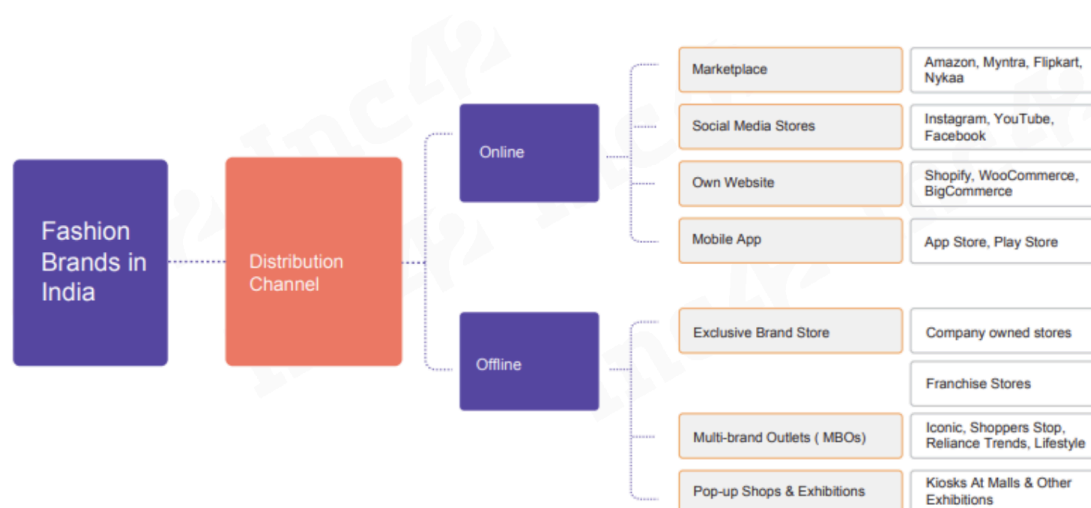 Fashion
Brands in
India
Distribution
Channel
Online
Marketplace
Amazon, Myntra, Flipkart,
Nykaa
Social Media Stores
Instagram, YouTube,
Facebook
Own Website
Shopify, WooCommerce,
BigCommerce
Mobile App
App Store, Play Store
Offline
Exclusive Brand Store
Company owned stores
Franchise Stores
Multi-brand Outlets ( MBOs)
Iconic, Shoppers Stop,
Reliance Trends, Lifestyle
Pop-up Shops & Exhibitions
Kiosks At Malls & Other
Exhibitions
Inc42
Inc42